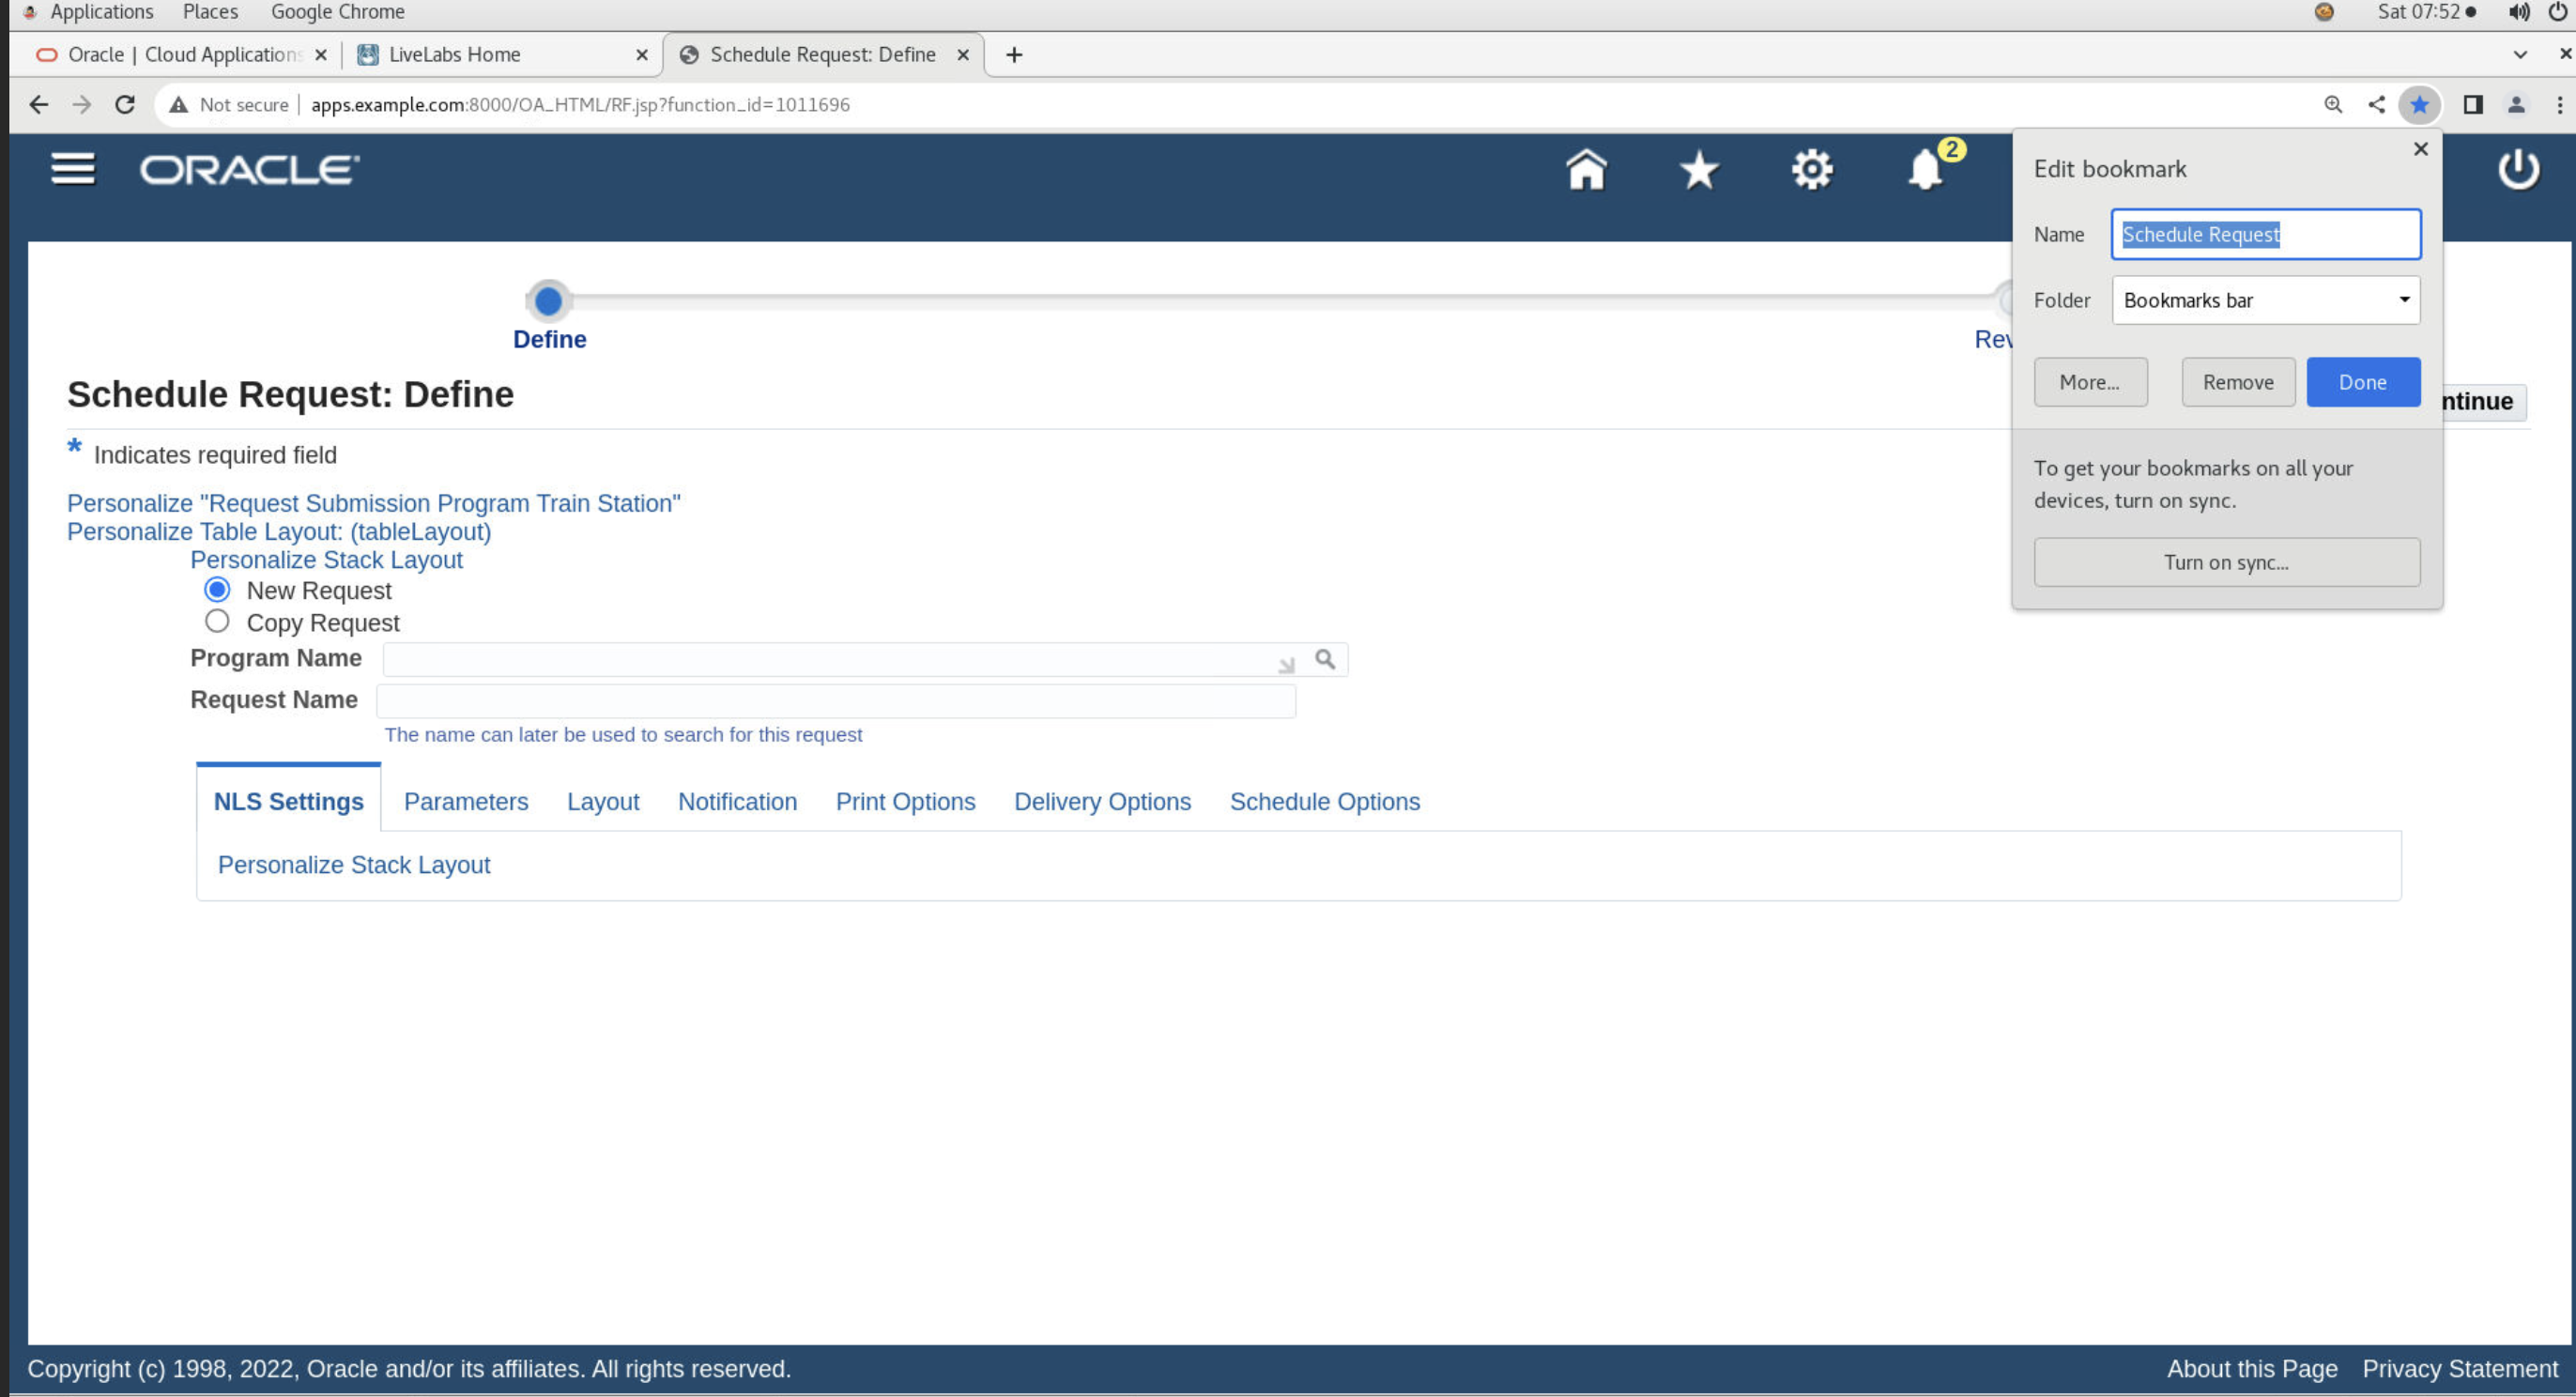 Applications Places Google Chrome Sat 07:52
Oracle | Cloud Applications LiveLabs Home Schedule Request: Define
Not secure apps.example.com:8000/OA_HTML/RF.jsp?function_id=1011696
ORACLE 2
Edit bookmark
Name Schedule Request
Folder Bookmarks bar
More... Remove Done
To get your bookmarks on all your
devices, turn on sync.
Turn on sync...
Define Rev
Schedule Request: Define ntinue
* Indicates required field
Personalize "Request Submission Program Train Station"
Personalize Table Layout: (tableLayout)
Personalize Stack Layout
New Request
Copy Request
Program Name
Request Name
The name can later be used to search for this request
NLS Settings Parameters Layout Notification Print Options Delivery Options Schedule Options
Personalize Stack Layout
Copyright (c) 1998, 2022, Oracle and/or its affiliates. All rights reserved. About this Page Privacy Statement